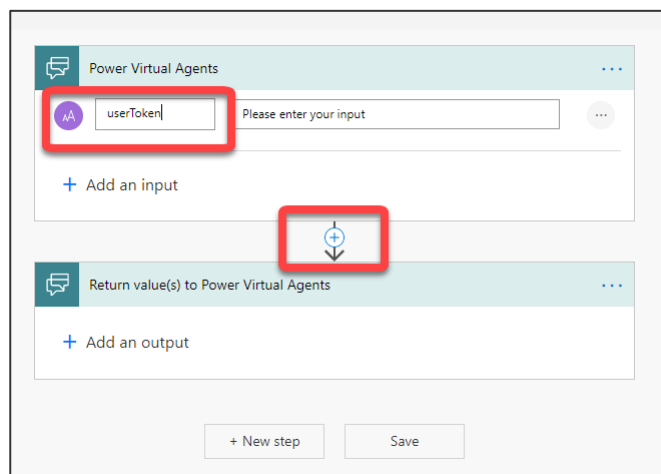 Power Virtual Agents
userToken
Please enter your input
+ Add an input
Return value(s) to Power Virtual Agents
+ Add an output
+ New step
Save